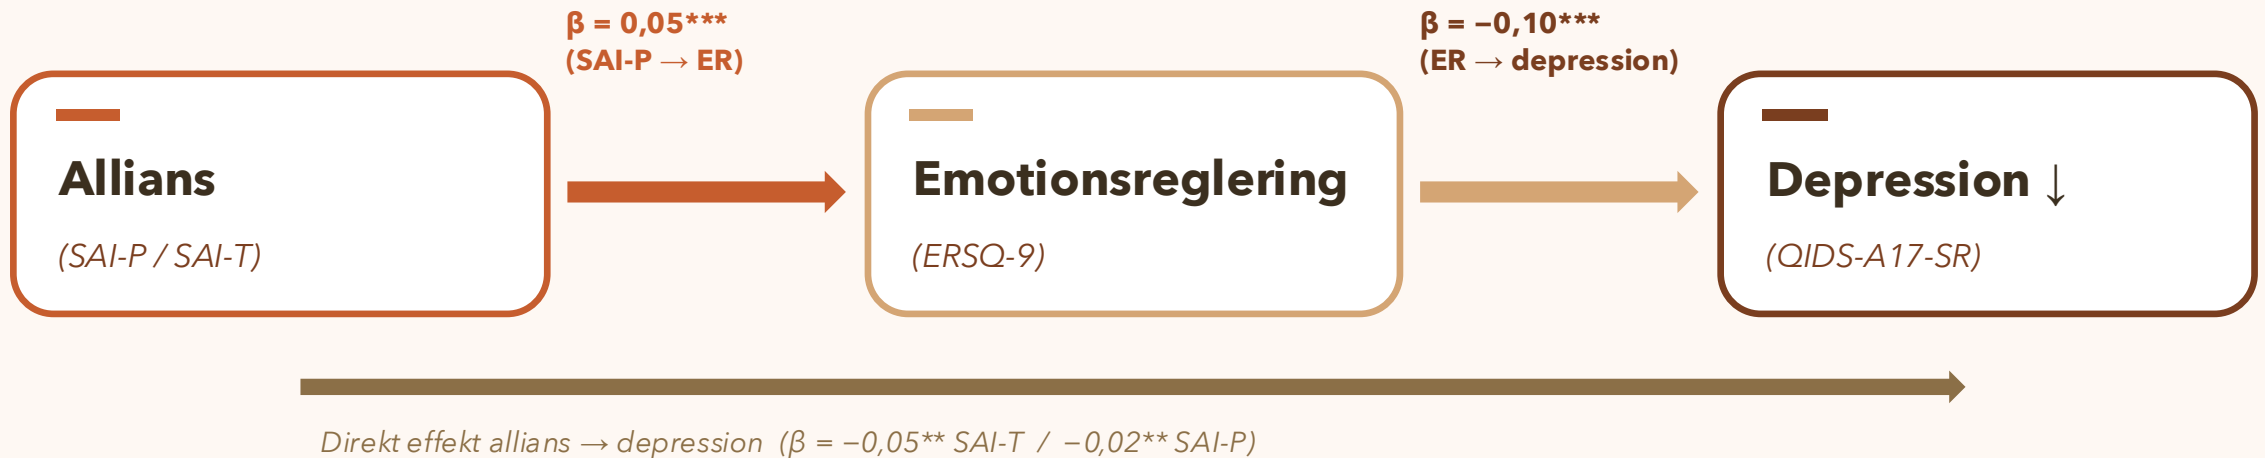 β = 0,05***
(SAI-P → ER)
β = −0,10***
(ER → depression)
Allians
(SAI-P / SAI-T)
Emotionsreglering
(ERSQ-9)
Depression ↓
(QIDS-A17-SR)
Direkt effekt allians → depression (β = −0,05** SAI-T / −0,02** SAI-P)